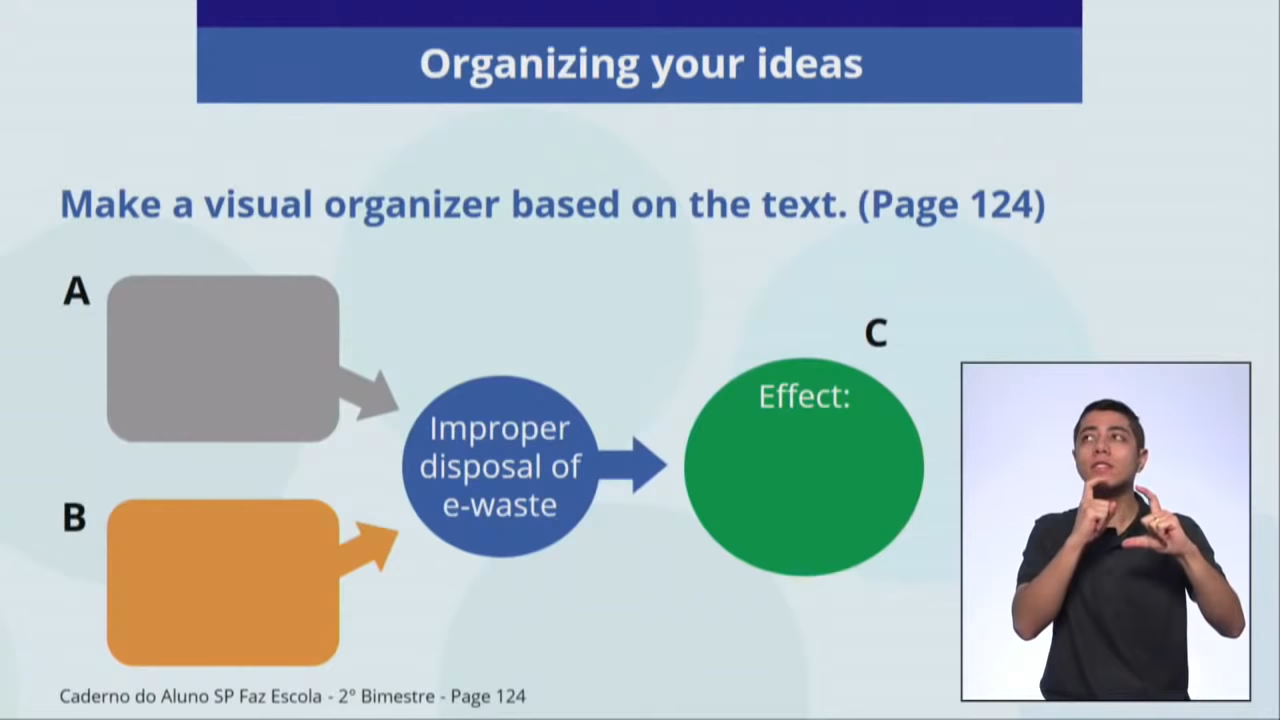 Organizing your ideas
Make a visual organizer based on the text. (Page 124)
A
C
Effect:
Improper
disposal of
e-waste
B
Caderno do Aluno SP Faz Escola - 2° Bimestre - Page 124